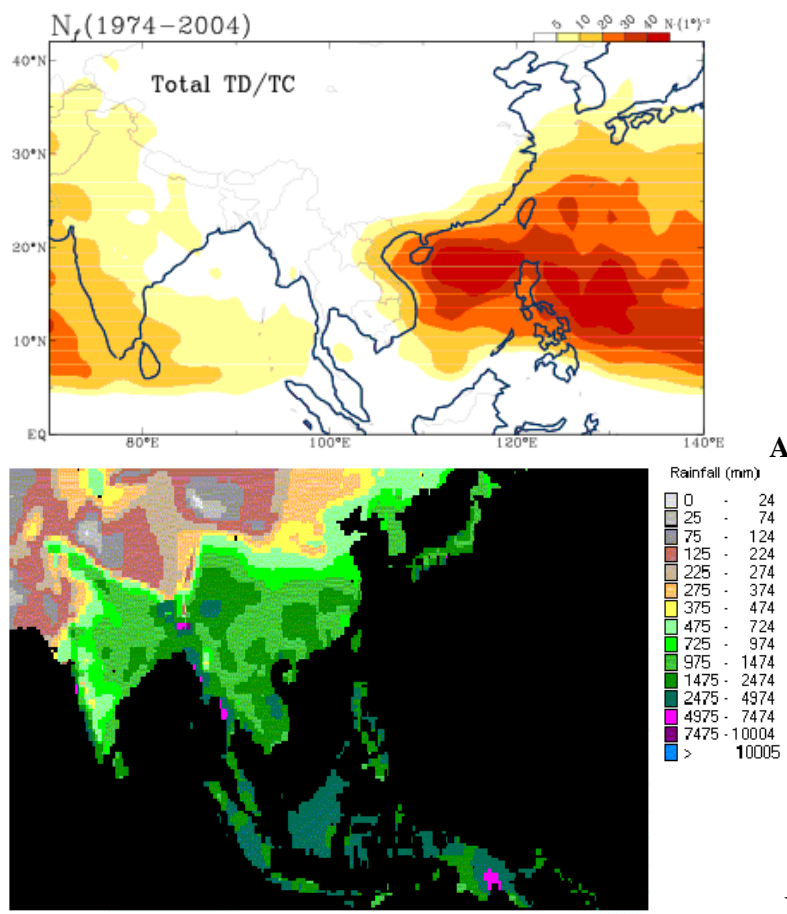 N_f(1974−2004)
5 10 20 30 40 N·(1°)⁻²
Total TD/TC
40°N
30°N
20°N
10°N
EQ
80°E 100°E 120°E 140°E
A
Rainfall (mm)
0 - 24
25 - 74
75 - 124
125 - 224
225 - 274
275 - 374
375 - 474
475 - 724
725 - 974
975 - 1474
1475 - 2474
2475 - 4974
4975 - 7474
7475 - 10004
> 10005